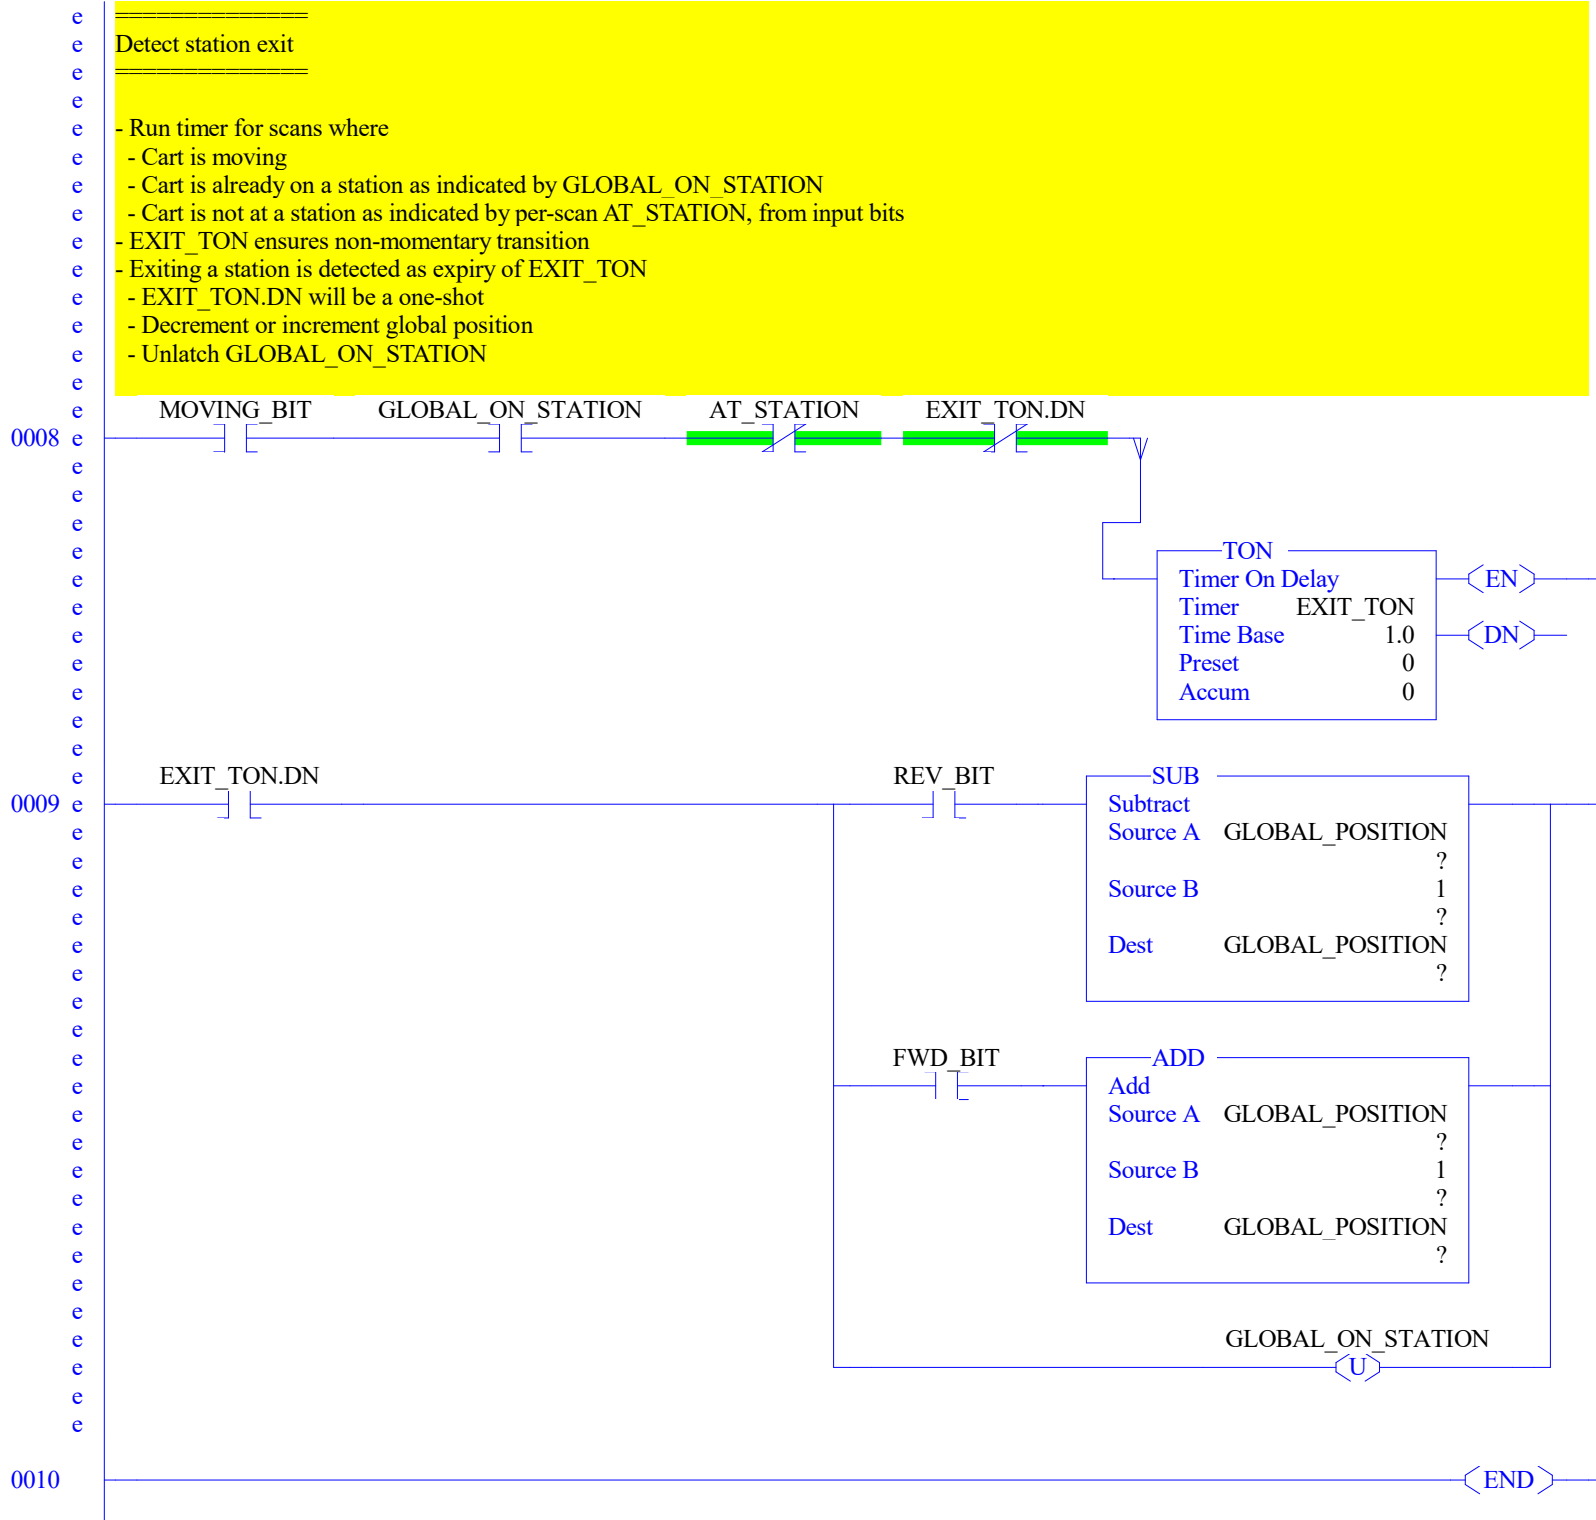 e ==============
e Detect station exit
e ==============
e
e - Run timer for scans where
e - Cart is moving
e - Cart is already on a station as indicated by GLOBAL_ON_STATION
e - Cart is not at a station as indicated by per-scan AT_STATION, from input bits
e - EXIT_TON ensures non-momentary transition
e - Exiting a station is detected as expiry of EXIT_TON
e - EXIT_TON.DN will be a one-shot
e - Decrement or increment global position
e - Unlatch GLOBAL_ON_STATION
e
e MOVING_BIT GLOBAL_ON_STATION AT_STATION EXIT_TON.DN
0008 e
e
e
e
e TON
e Timer On Delay EN
e Timer EXIT_TON
e Time Base 1.0 DN
e Preset 0
e Accum 0
e
e
e EXIT_TON.DN REV_BIT SUB
0009 e Subtract
e Source A GLOBAL_POSITION
e ?
e Source B 1
e ?
e Dest GLOBAL_POSITION
e ?
e
e
e FWD_BIT ADD
e Add
e Source A GLOBAL_POSITION
e ?
e Source B 1
e ?
e Dest GLOBAL_POSITION
e ?
e
e
e GLOBAL_ON_STATION
e U
e
e
0010 END